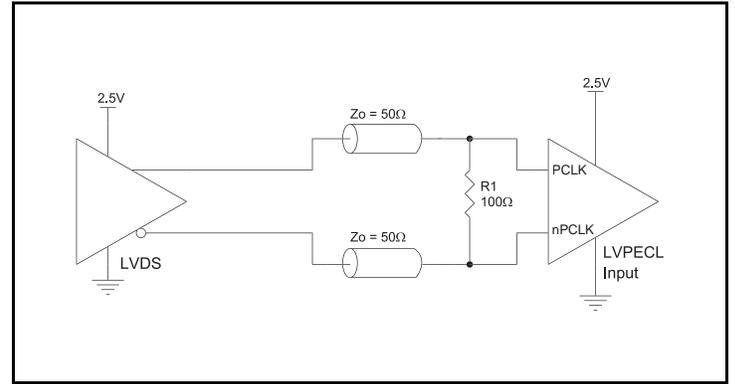 2.5V
2.5V
Zo = 50Ω
PCLK
R1
100Ω
Zo = 50Ω
nPCLK
LVDS
LVPECL
Input